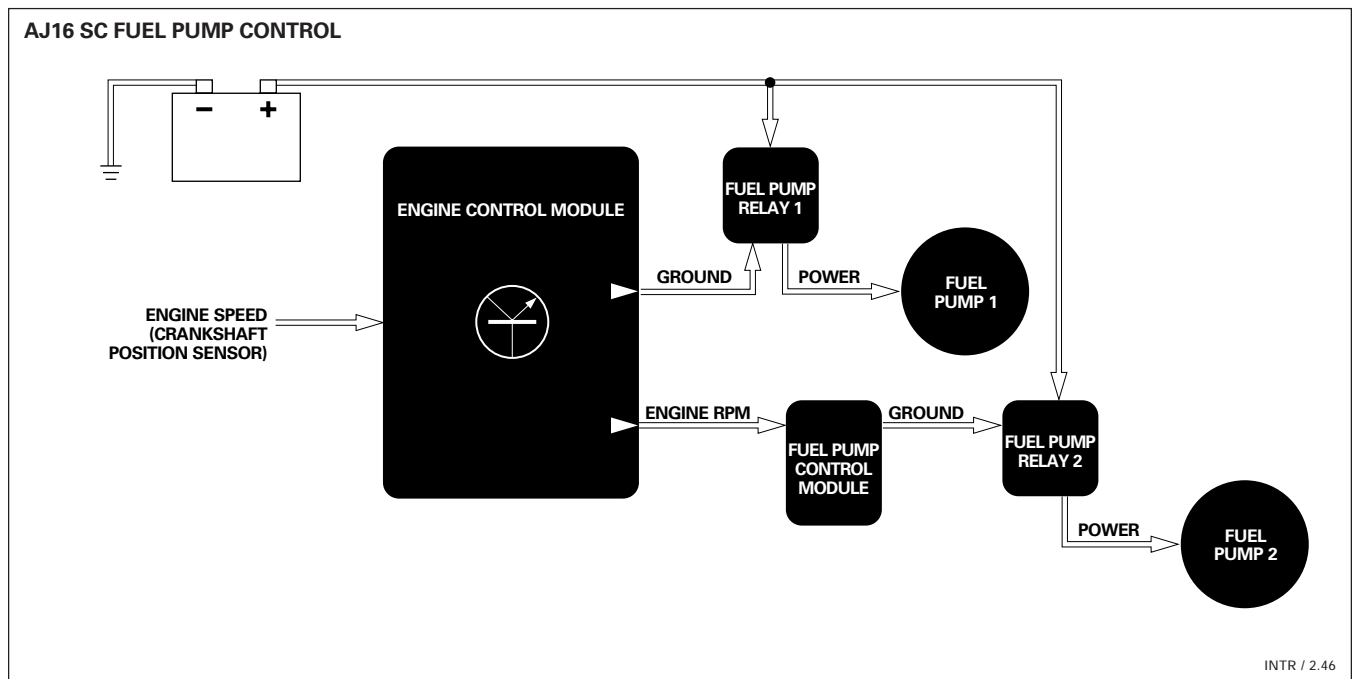 AJ16 SC FUEL PUMP CONTROL
− +
FUEL PUMP
RELAY 1
ENGINE CONTROL MODULE
GROUND
POWER
FUEL
PUMP 1
ENGINE SPEED
(CRANKSHAFT
POSITION SENSOR)
ENGINE RPM
FUEL PUMP
CONTROL
MODULE
GROUND
FUEL PUMP
RELAY 2
POWER
FUEL
PUMP 2
INTR / 2.46